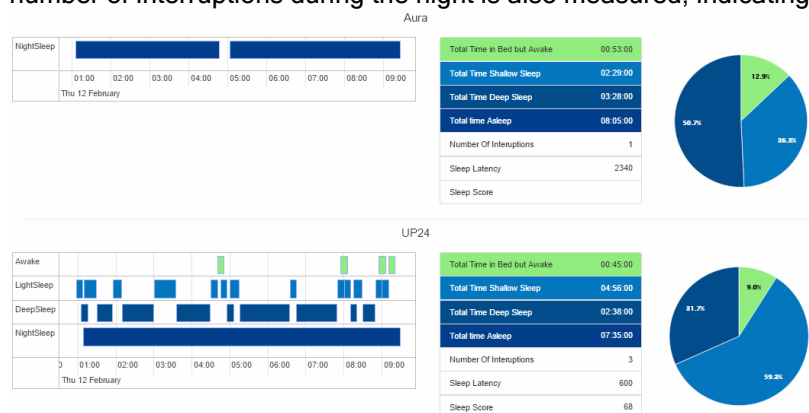 number of interruptions during the night is also measured, indicating
Aura
NightSleep
01:00 02:00 03:00 04:00 05:00 06:00 07:00 08:00 09:00
Thu 12 February
Total Time in Bed but Awake 00:53:00
Total Time Shallow Sleep 02:29:00
Total Time Deep Sleep 03:28:00
Total time Asleep 08:05:00
Number Of Interuptions 1
Sleep Latency 2340
Sleep Score
12.9%
36.3%
50.7%
UP24
Awake
LightSleep
DeepSleep
NightSleep
0 01:00 02:00 03:00 04:00 05:00 06:00 07:00 08:00 09:00
Thu 12 February
Total Time in Bed but Awake 00:45:00
Total Time Shallow Sleep 04:56:00
Total Time Deep Sleep 02:38:00
Total time Asleep 07:35:00
Number Of Interuptions 3
Sleep Latency 600
Sleep Score 68
9.0%
31.7%
59.3%